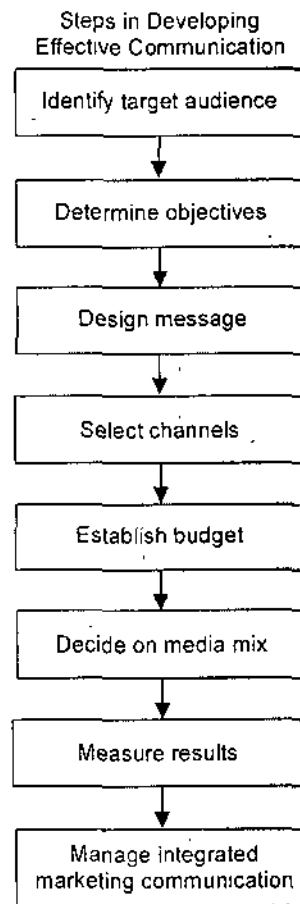 Steps in Developing
Effective Communication
Identify target audience
Determine objectives
Design message
Select channels
Establish budget
Decide on media mix
Measure results
Manage integrated
marketing communication